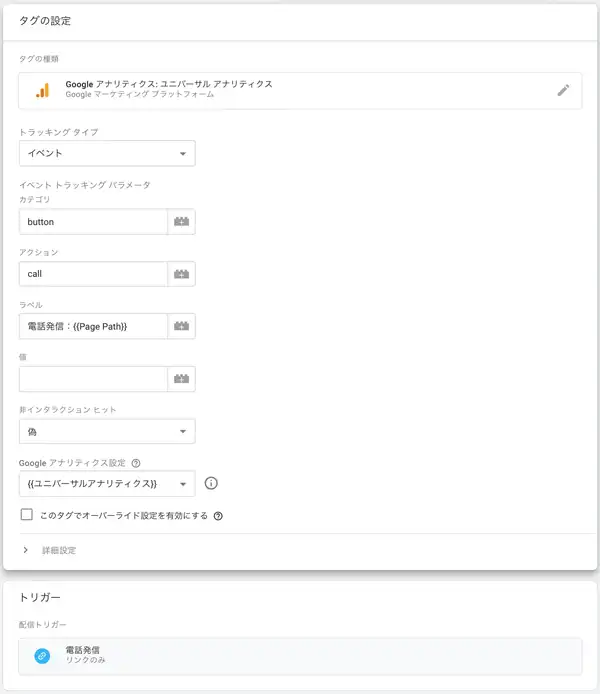 タグの設定
タグの種類
Google アナリティクス: ユニバーサル アナリティクス
Google マーケティング プラットフォーム
トラッキング タイプ
イベント
イベント トラッキング パラメータ
カテゴリ
button
アクション
call
ラベル
電話発信：{{Page Path}}
値
非インタラクション ヒット
偽
Google アナリティクス設定
{{ユニバーサルアナリティクス}}
このタグでオーバーライド設定を有効にする
詳細設定
トリガー
配信トリガー
電話発信
リンクのみ